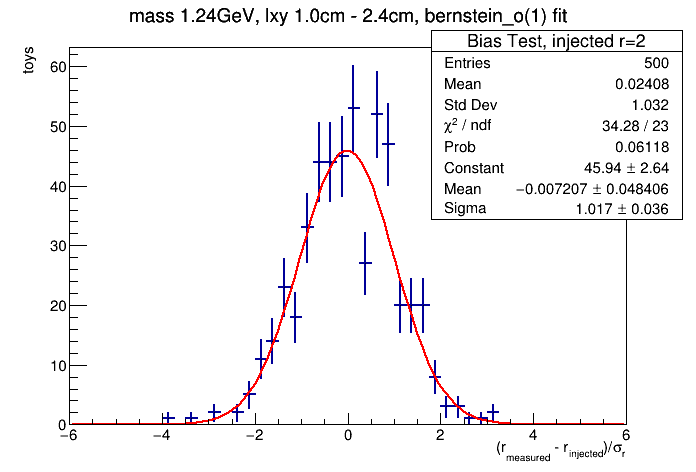 mass 1.24GeV, lxy 1.0cm - 2.4cm, bernstein_o(1) fit
Bias Test, injected r=2
Entries 500
Mean 0.02408
Std Dev 1.032
χ² / ndf 34.28 / 23
Prob 0.06118
Constant 45.94 ± 2.64
Mean −0.007207 ± 0.048406
Sigma 1.017 ± 0.036
toys
60
50
40
30
20
10
0
−6 −4 −2 0 2 4 6
(r_measured - r_injected)/σ_r